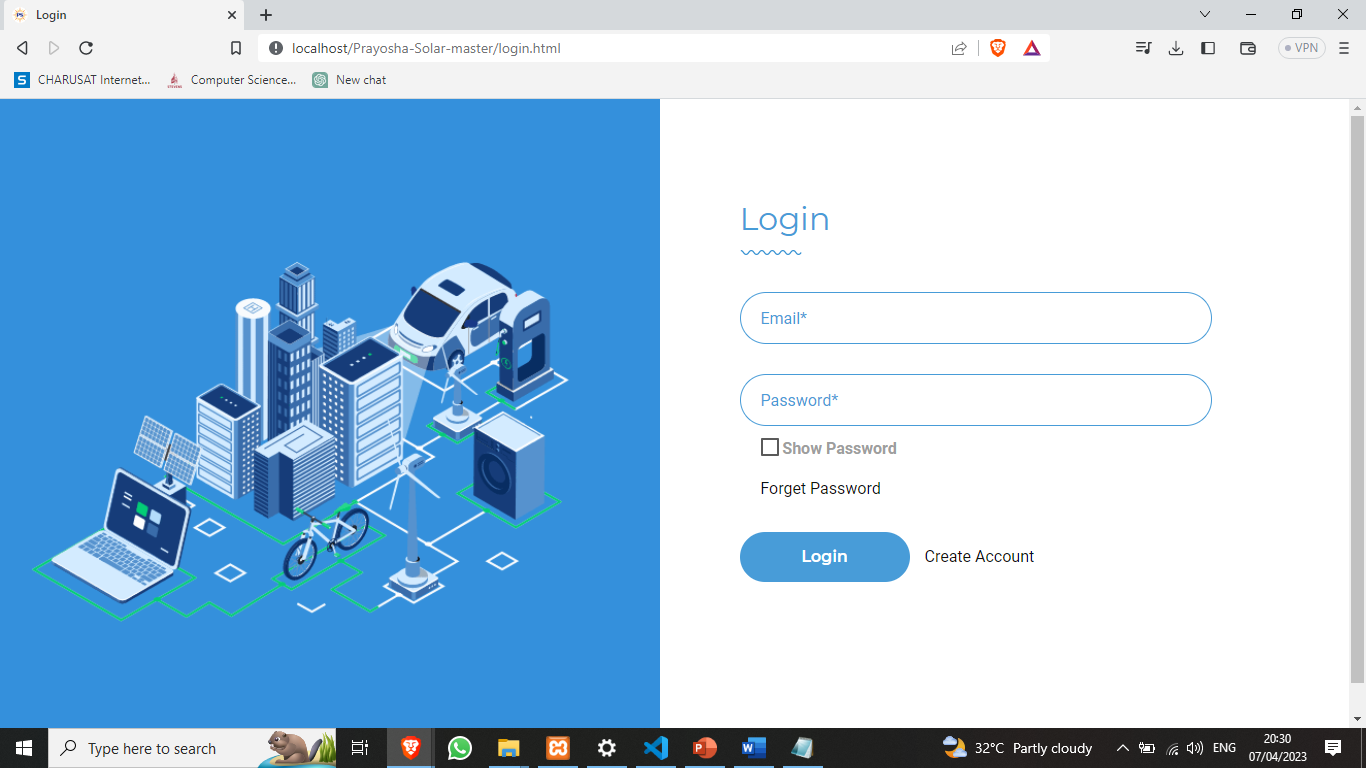 Login
localhost/Prayosha-Solar-master/login.html
VPN
CHARUSAT Internet...
Computer Science...
New chat
Login
Email*
Password*
Show Password
Forget Password
Login
Create Account
Type here to search
32°C Partly cloudy
ENG
20:30
07/04/2023